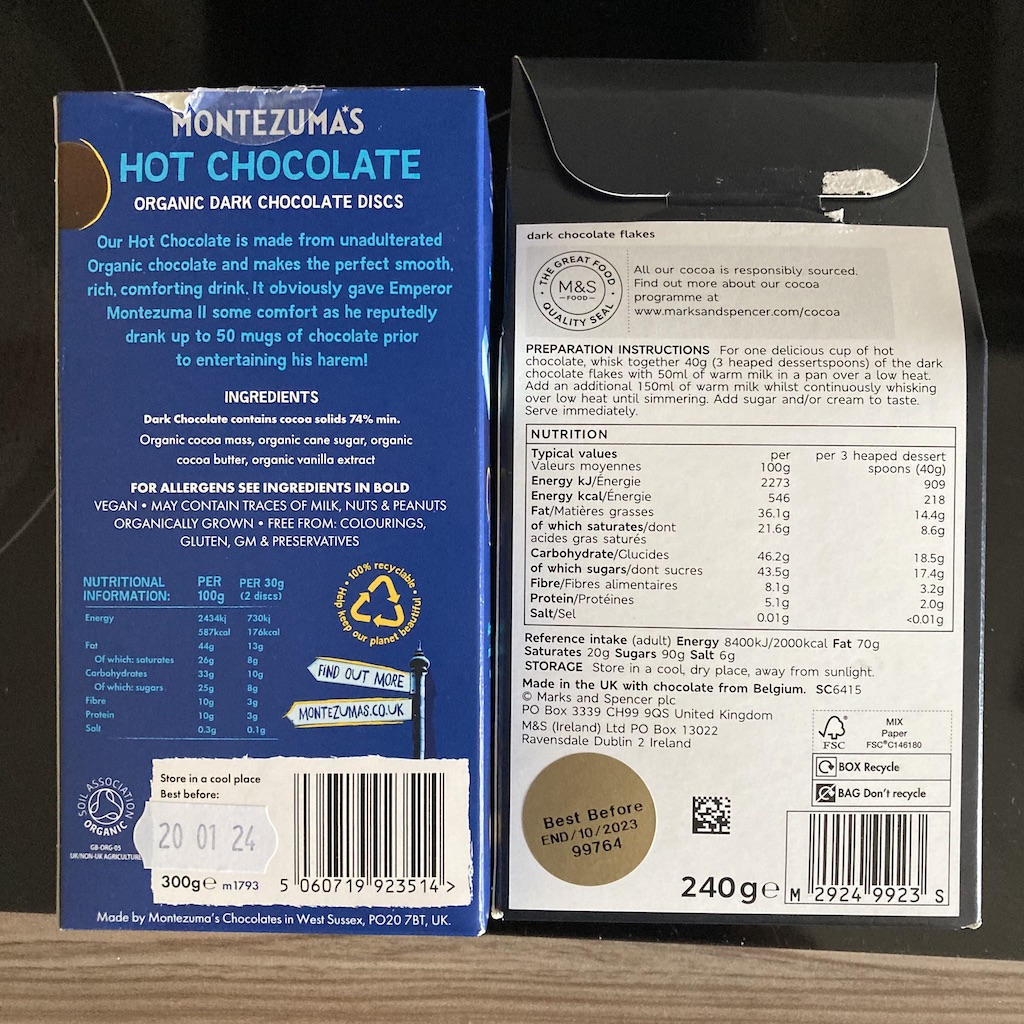 MONTEZUMA'S
HOT CHOCOLATE
ORGANIC DARK CHOCOLATE DISCS
Our Hot Chocolate is made from unadulterated
Organic chocolate and makes the perfect smooth,
rich, comforting drink. It obviously gave Emperor
Montezuma II some comfort as he reputedly
drank up to 50 mugs of chocolate prior
to entertaining his harem!
INGREDIENTS
Dark Chocolate contains cocoa solids 74% min.
Organic cocoa mass, organic cane sugar, organic
cocoa butter, organic vanilla extract
FOR ALLERGENS SEE INGREDIENTS IN BOLD
VEGAN • MAY CONTAIN TRACES OF MILK, NUTS & PEANUTS
ORGANICALLY GROWN • FREE FROM: COLOURINGS,
GLUTEN, GM & PRESERVATIVES
NUTRITIONAL INFORMATION: PER 100g PER 30g (2 discs)
Energy 2434kj 730kj
587kcal 176kcal
Fat 44g 13g
Of which: saturates 26g 8g
Carbohydrates 33g 10g
Of which: sugars 25g 8g
Fibre 10g 3g
Protein 10g 3g
Salt 0.3g 0.1g
• 100% recyclable •
Help keep our planet beautiful
FIND OUT MORE
MONTEZUMAS.CO.UK
SOIL ASSOCIATION
ORGANIC
GB-ORG-05
UK/NON-UK AGRICULTURE
Store in a cool place
Best before:
20 01 24
300g e m1793
5 060719 923514 >
Made by Montezuma's Chocolates in West Sussex, PO20 7BT, UK.
dark chocolate flakes
THE GREAT FOOD
M&S
FOOD
QUALITY SEAL
All our cocoa is responsibly sourced.
Find out more about our cocoa
programme at
www.marksandspencer.com/cocoa
PREPARATION INSTRUCTIONS For one delicious cup of hot
chocolate, whisk together 40g (3 heaped dessertspoons) of the dark
chocolate flakes with 50ml of warm milk in a pan over a low heat.
Add an additional 150ml of warm milk whilst continuously whisking
over low heat until simmering. Add sugar and/or cream to taste.
Serve immediately.
NUTRITION
Typical values per per 3 heaped dessert
Valeurs moyennes 100g spoons (40g)
Energy kJ/Énergie 2273 909
Energy kcal/Énergie 546 218
Fat/Matières grasses 36.1g 14.4g
of which saturates/dont 21.6g 8.6g
acides gras saturés
Carbohydrate/Glucides 46.2g 18.5g
of which sugars/dont sucres 43.5g 17.4g
Fibre/Fibres alimentaires 8.1g 3.2g
Protein/Protéines 5.1g 2.0g
Salt/Sel 0.01g <0.01g
Reference intake (adult) Energy 8400kJ/2000kcal Fat 70g
Saturates 20g Sugars 90g Salt 6g
STORAGE Store in a cool, dry place, away from sunlight.
Made in the UK with chocolate from Belgium. SC6415
© Marks and Spencer plc
PO Box 3339 CH99 9QS United Kingdom
M&S (Ireland) Ltd PO Box 13022
Ravensdale Dublin 2 Ireland
FSC
MIX
Paper
FSC®C146180
BOX Recycle
BAG Don't recycle
Best Before
END/10/2023
99764
240g e
M 2924 9923 S